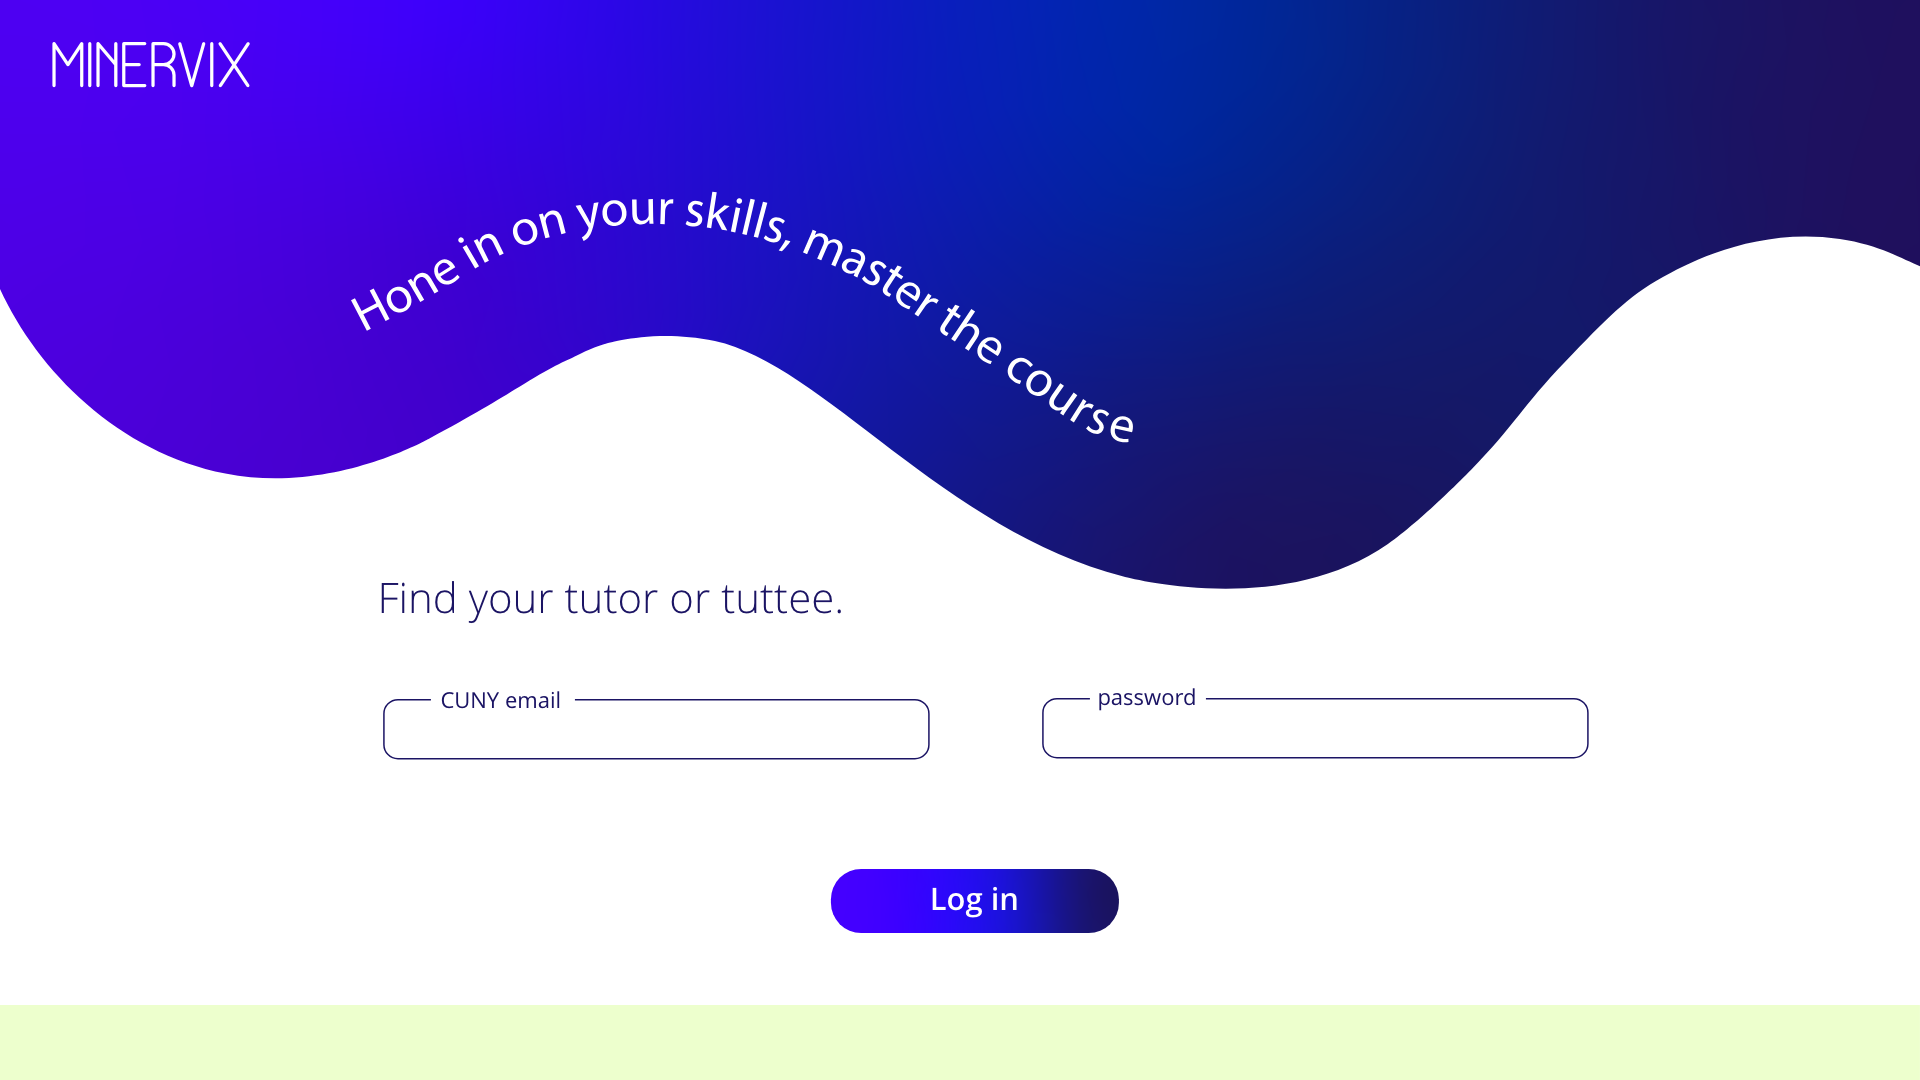 MINERVIX
Hone in on your skills, master the course
Find your tutor or tuttee.
CUNY email
password
Log in